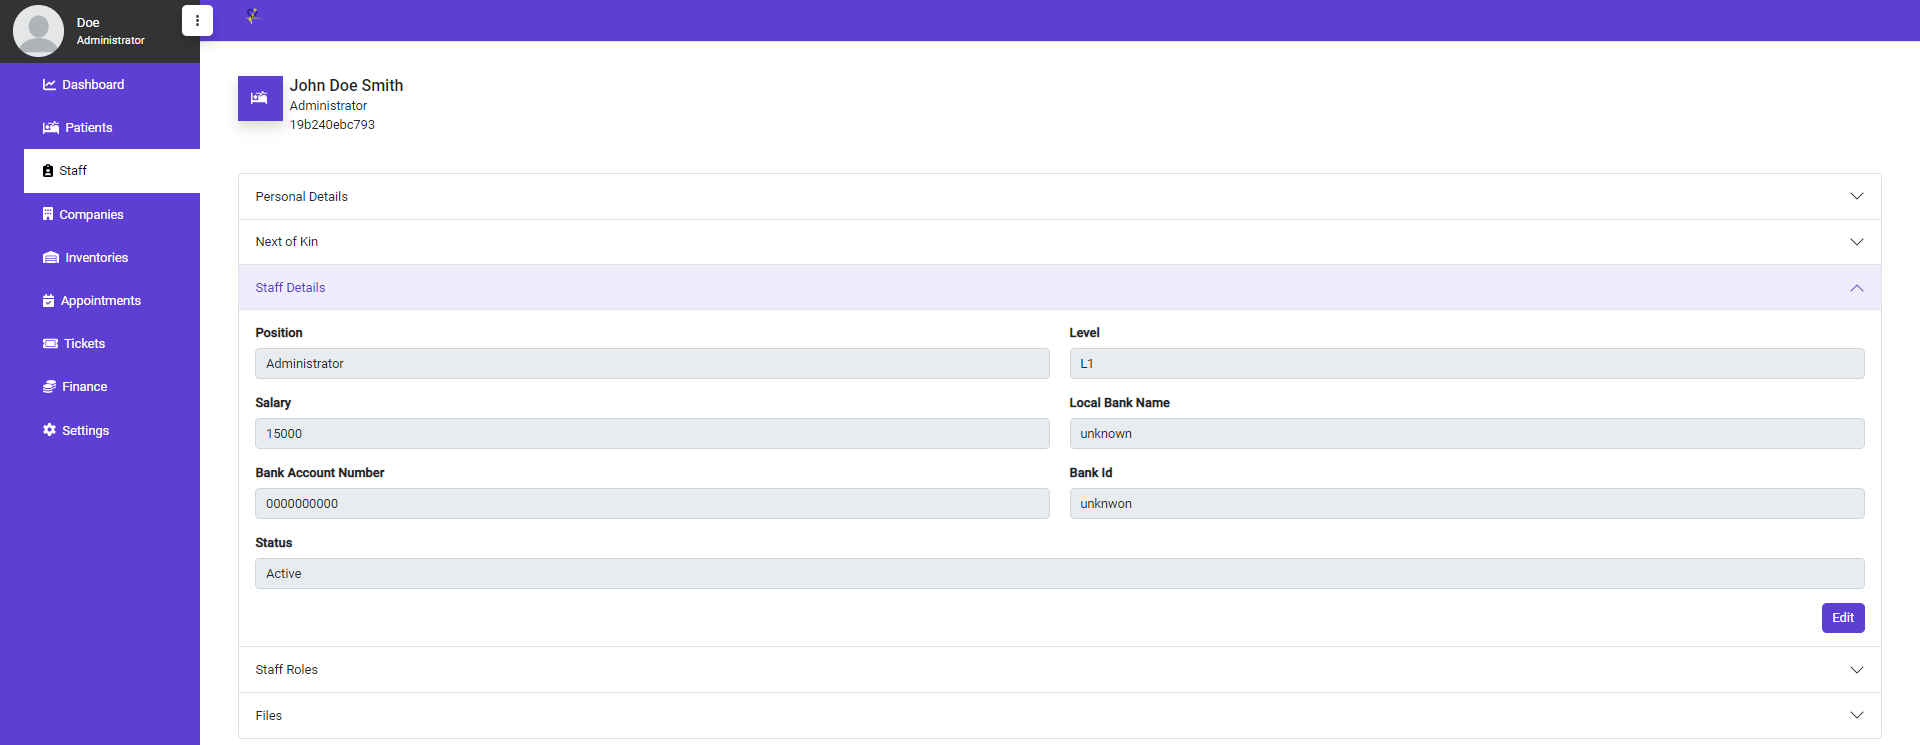 Doe
Administrator
Dashboard
Patients
Staff
Companies
Inventories
Appointments
Tickets
Finance
Settings
John Doe Smith
Administrator
19b240ebc793
Personal Details
Next of Kin
Staff Details
Position
Level
Administrator
L1
Salary
Local Bank Name
15000
unknown
Bank Account Number
Bank Id
0000000000
unknwon
Status
Active
Edit
Staff Roles
Files